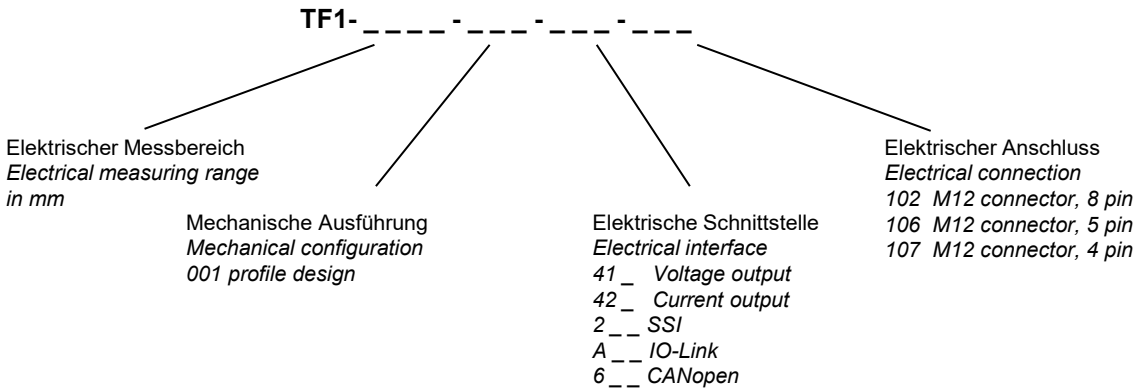 TF1- _ _ _ _ - _ _ _ - _ _ _ - _ _ _
Elektrischer Messbereich
Electrical measuring range
in mm
Mechanische Ausführung
Mechanical configuration
001 profile design
Elektrische Schnittstelle
Electrical interface
41 _ Voltage output
42 _ Current output
2 _ _ SSI
A _ _ IO-Link
6 _ _ CANopen
Elektrischer Anschluss
Electrical connection
102 M12 connector, 8 pin
106 M12 connector, 5 pin
107 M12 connector, 4 pin